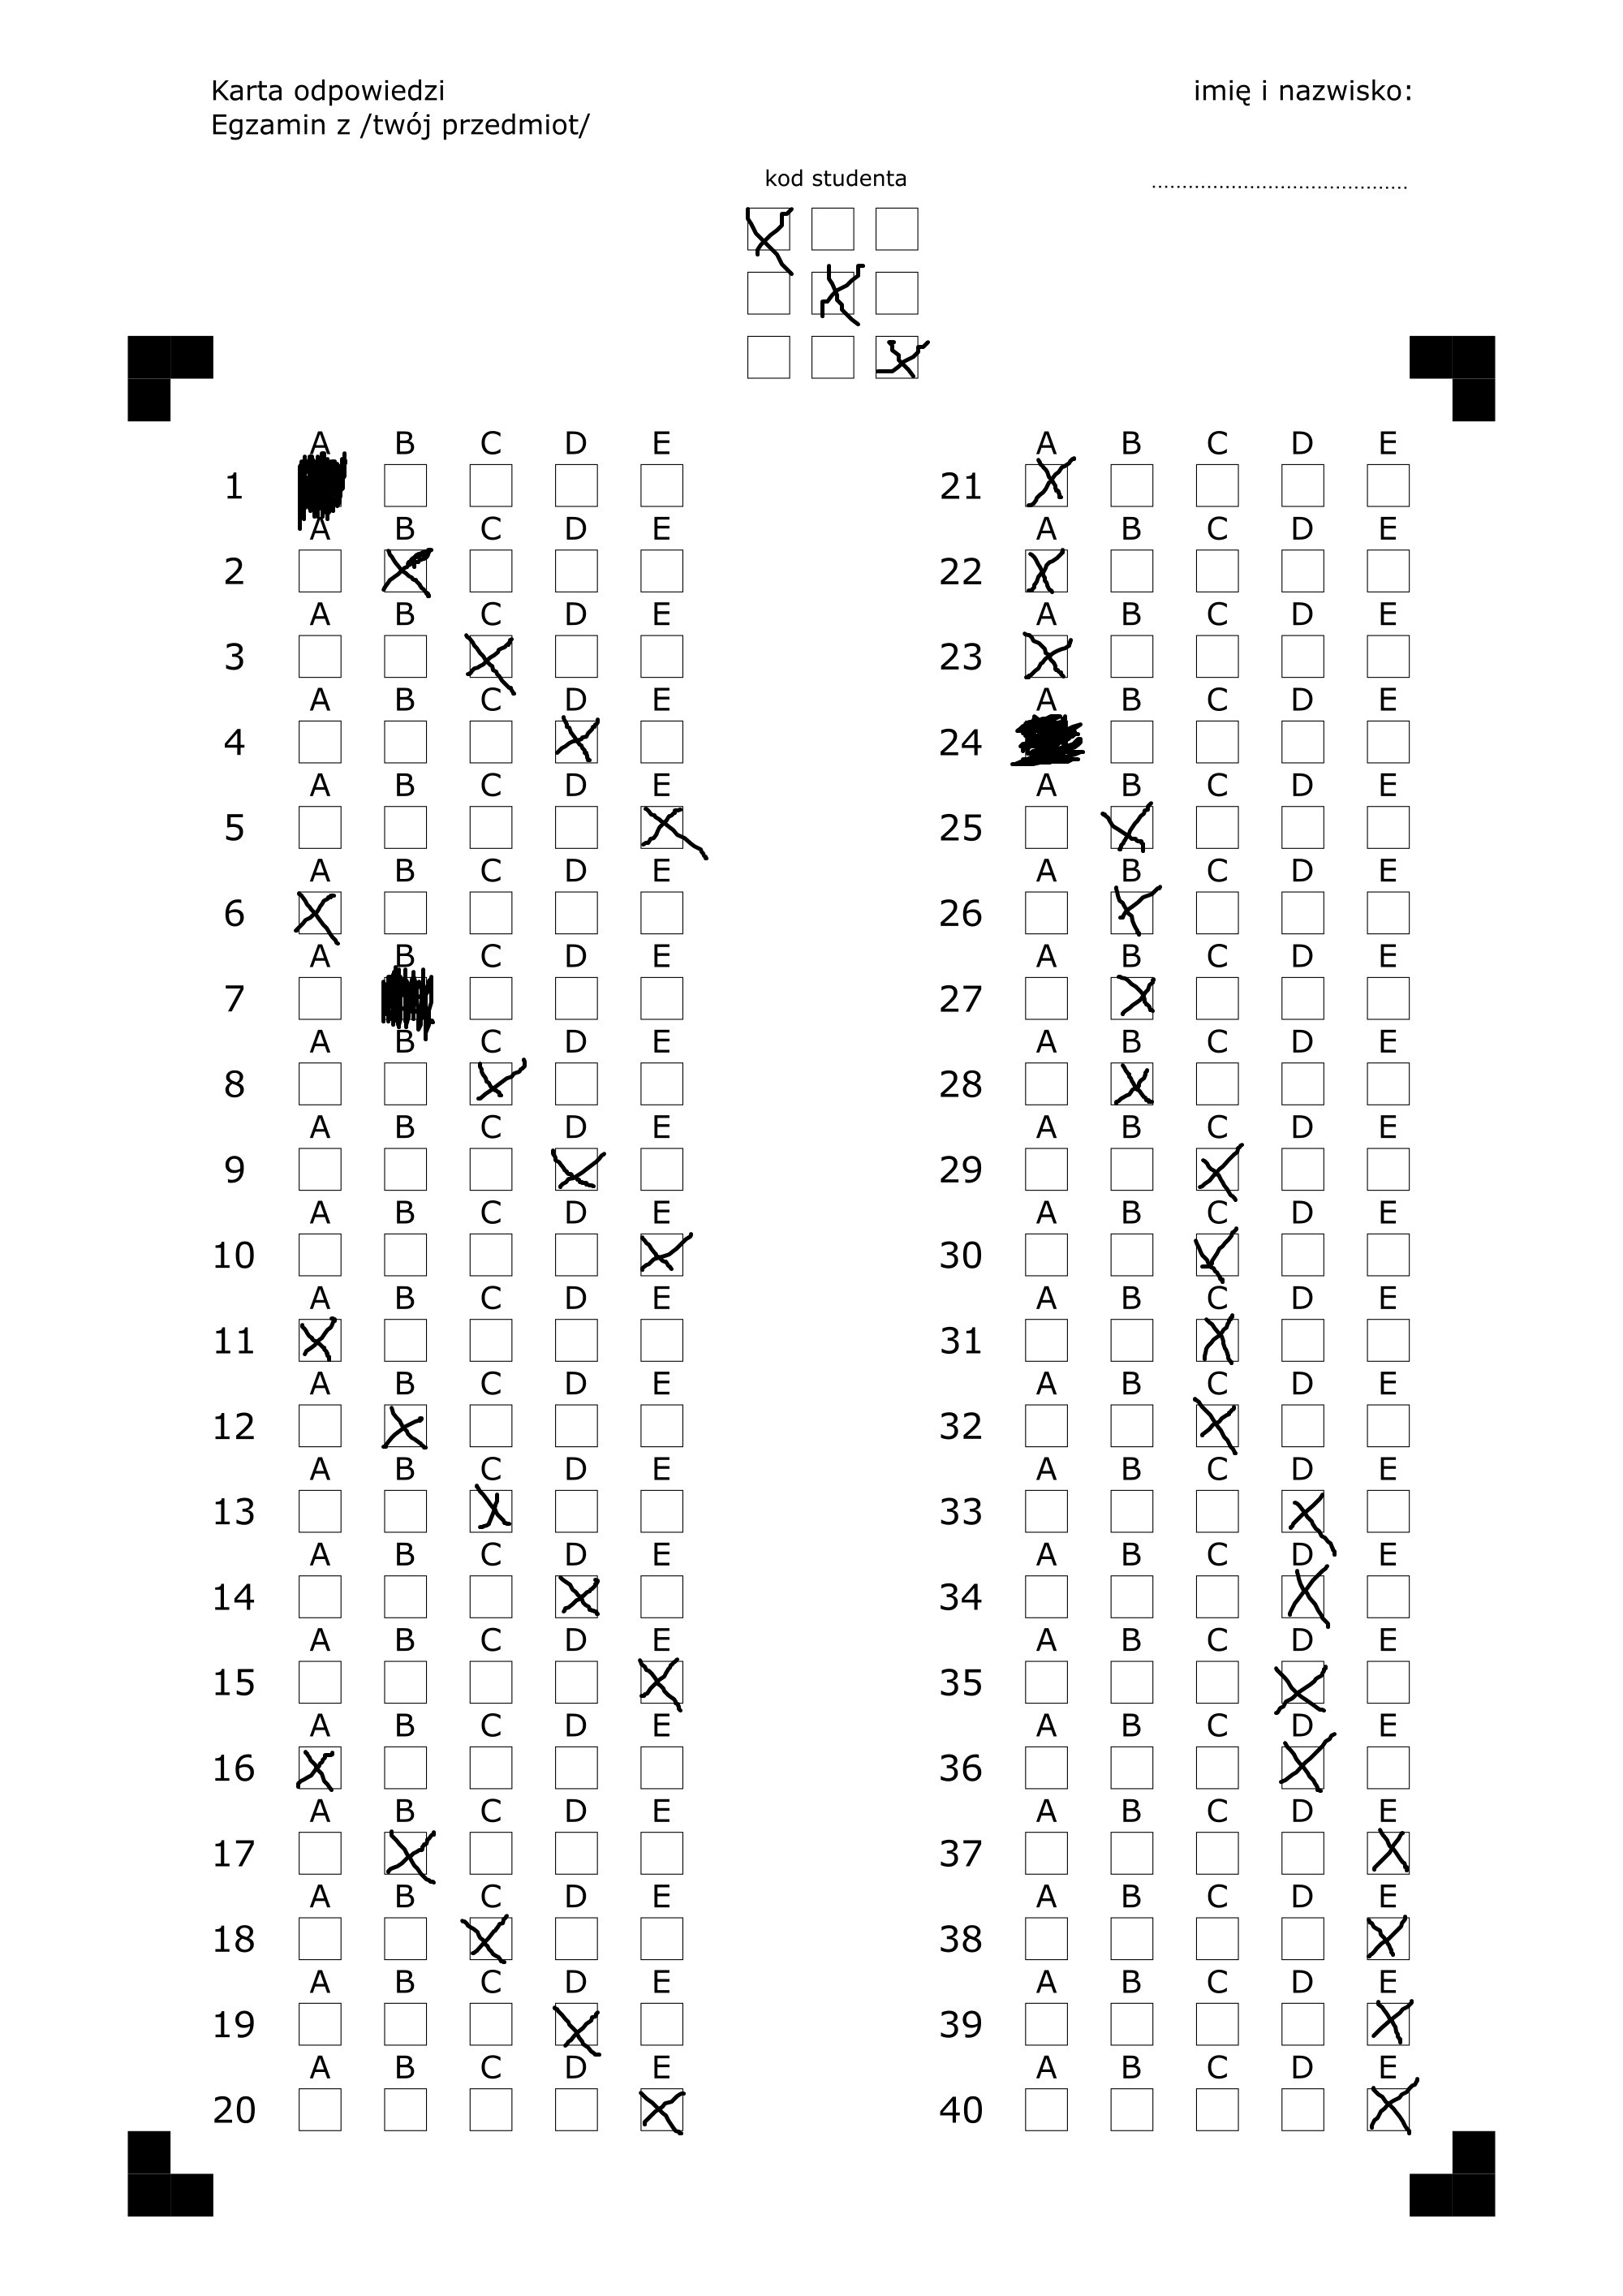 Karta odpowiedzi
imię i nazwisko:
Egzamin z /twój przedmiot/
kod studenta
A B C D E
1
A B C D E
2
A B C D E
3
A B C D E
4
A B C D E
5
A B C D E
6
A B C D E
7
A B C D E
8
A B C D E
9
A B C D E
10
A B C D E
11
A B C D E
12
A B C D E
13
A B C D E
14
A B C D E
15
A B C D E
16
A B C D E
17
A B C D E
18
A B C D E
19
A B C D E
20
A B C D E
21
A B C D E
22
A B C D E
23
A B C D E
24
A B C D E
25
A B C D E
26
A B C D E
27
A B C D E
28
A B C D E
29
A B C D E
30
A B C D E
31
A B C D E
32
A B C D E
33
A B C D E
34
A B C D E
35
A B C D E
36
A B C D E
37
A B C D E
38
A B C D E
39
A B C D E
40